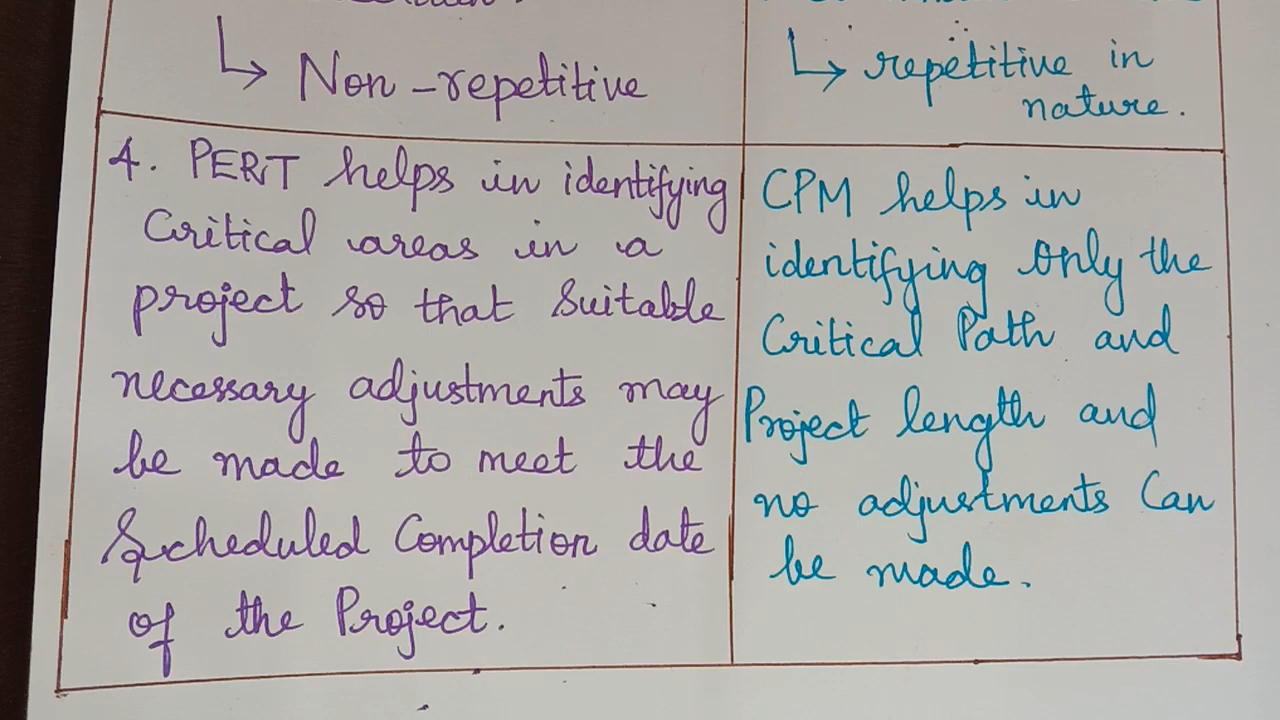 ↳ Non-repetitive
↳ repetitive in
nature.
4. PERT helps in identifying
Critical areas in a
project so that Suitable
necessary adjustments may
be made to meet the
Scheduled Completion date
of the Project.
CPM helps in
identifying only the
Critical Path and
Project length and
no adjustments Can
be made.